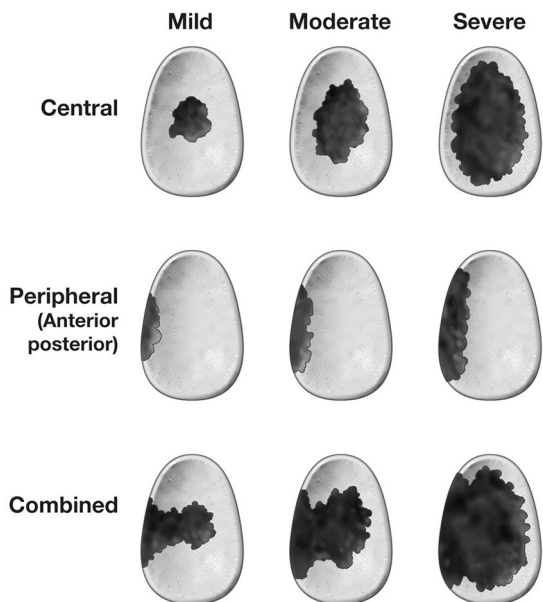 Mild Moderate Severe
Central
Peripheral
(Anterior
posterior)
Combined